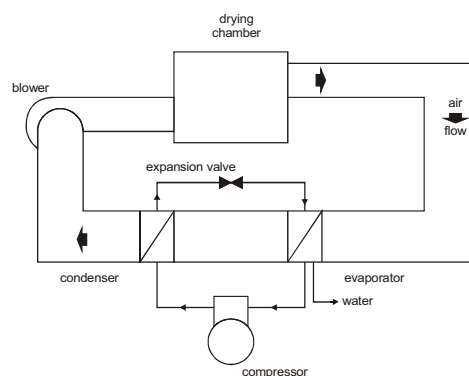 drying
chamber
blower
air
flow
expansion valve
condenser
evaporator
water
compressor